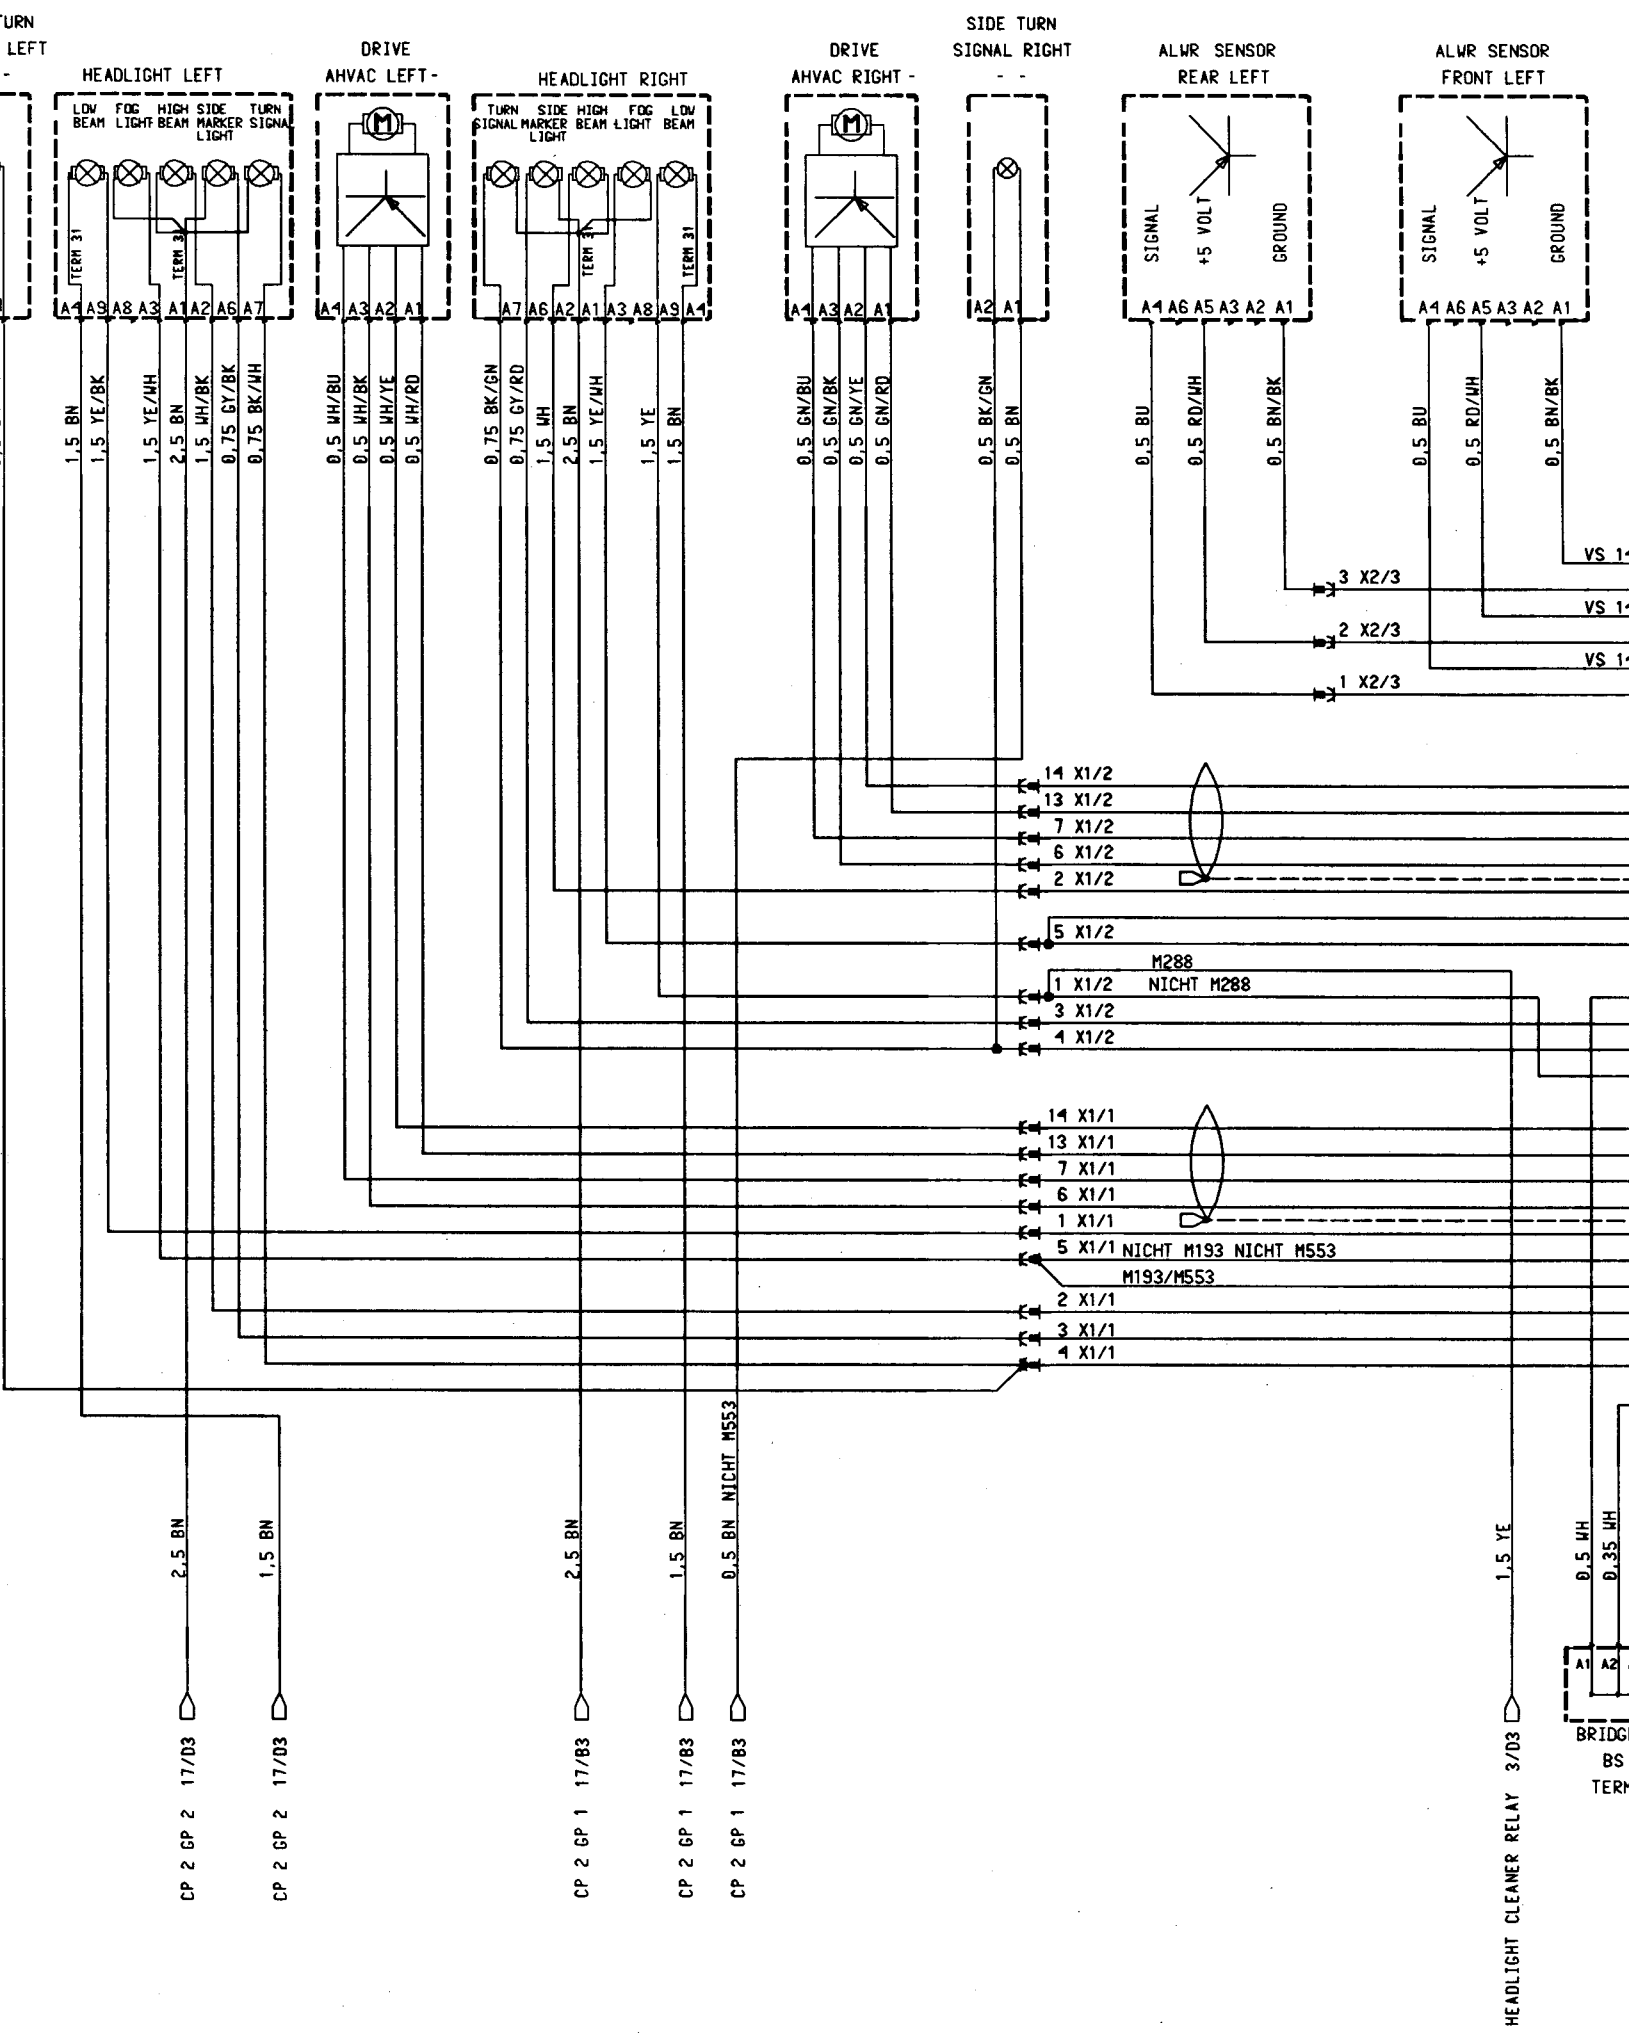 TURN
LEFT
-
HEADLIGHT LEFT
LOW BEAM
FOG LIGHT
HIGH BEAM
SIDE MARKER LIGHT
TURN SIGNAL
TERM 31
TERM 31
A4 A9 A8 A3 A1 A2 A6 A7
1,5 BN
1,5 YE/BK
1,5 YE/WH
2,5 BN
1,5 WH/BK
0,75 GY/BK
0,75 BK/WH
DRIVE
AHVAC LEFT-
M
A4 A3 A2 A1
0,5 WH/BU
0,5 WH/BK
0,5 WH/YE
0,5 WH/RD
HEADLIGHT RIGHT
TURN SIGNAL
SIDE MARKER LIGHT
HIGH BEAM
FOG LIGHT
LOW BEAM
TERM 31
TERM 31
A7 A6 A2 A1 A3 A8 A9 A4
0,75 BK/GN
0,75 GY/RD
1,5 WH
2,5 BN
1,5 YE/WH
1,5 YE
1,5 BN
DRIVE
AHVAC RIGHT -
M
A4 A3 A2 A1
0,5 GN/BU
0,5 GN/BK
0,5 GN/YE
0,5 GN/RD
SIDE TURN
SIGNAL RIGHT
- -
A2 A1
0,5 BK/GN
0,5 BN
ALWR SENSOR
REAR LEFT
SIGNAL
+5 VOLT
GROUND
A4 A6 A5 A3 A2 A1
0,5 BU
0,5 RD/WH
0,5 BN/BK
ALWR SENSOR
FRONT LEFT
SIGNAL
+5 VOLT
GROUND
A4 A6 A5 A3 A2 A1
0,5 BU
0,5 RD/WH
0,5 BN/BK
VS 14
3 X2/3
VS 14
2 X2/3
VS 14
1 X2/3
14 X1/2
13 X1/2
7 X1/2
6 X1/2
2 X1/2
5 X1/2
M288
1 X1/2 NICHT M288
3 X1/2
4 X1/2
14 X1/1
13 X1/1
7 X1/1
6 X1/1
1 X1/1
5 X1/1 NICHT M193 NICHT M553
M193/M553
2 X1/1
3 X1/1
4 X1/1
2,5 BN
1,5 BN
2,5 BN
1,5 BN
0,5 BN NICHT M553
1,5 YE
0,5 WH
0,35 WH
CP 2 GP 2 17/D3
CP 2 GP 2 17/D3
CP 2 GP 1 17/B3
CP 2 GP 1 17/B3
CP 2 GP 1 17/B3
HEADLIGHT CLEANER RELAY 3/D3
A1 A2
BRIDGE
BS
TERM